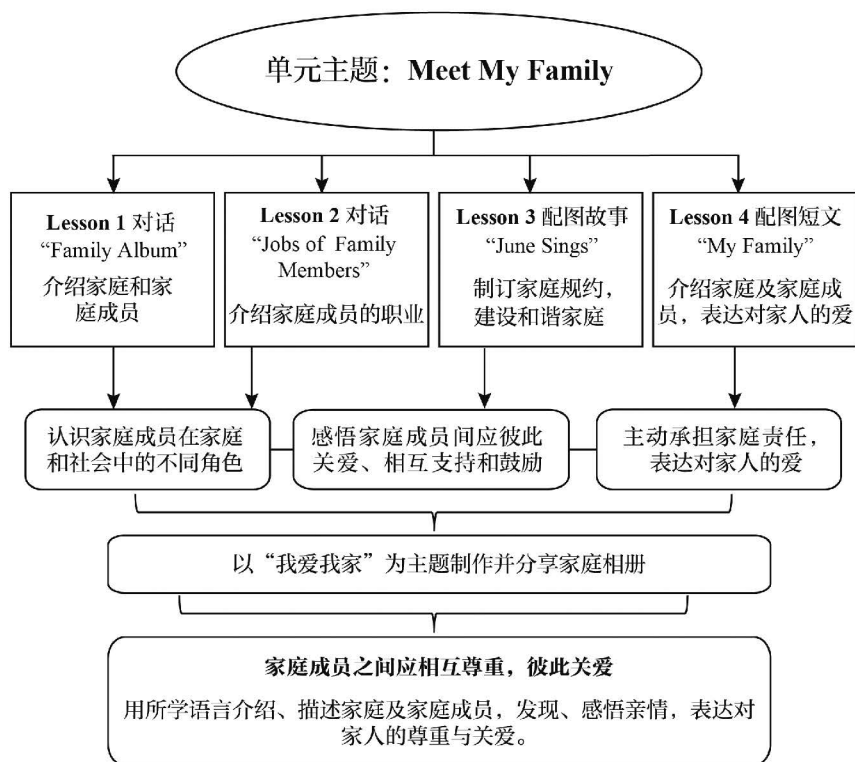 单元主题：Meet My Family
Lesson 1 对话
“Family Album”
介绍家庭和家
庭成员
Lesson 2 对话
“Jobs of Family
Members”
介绍家庭成员的职业
Lesson 3 配图故事
“June Sings”
制订家庭规约，
建设和谐家庭
Lesson 4 配图短文
“My Family”
介绍家庭及家庭成
员，表达对家人的爱
认识家庭成员在家庭
和社会中的不同角色
感悟家庭成员间应彼此
关爱、相互支持和鼓励
主动承担家庭责任，
表达对家人的爱
以“我爱我家”为主题制作并分享家庭相册
家庭成员之间应相互尊重，彼此关爱
用所学语言介绍、描述家庭及家庭成员，发现、感悟亲情，表达对
家人的尊重与关爱。